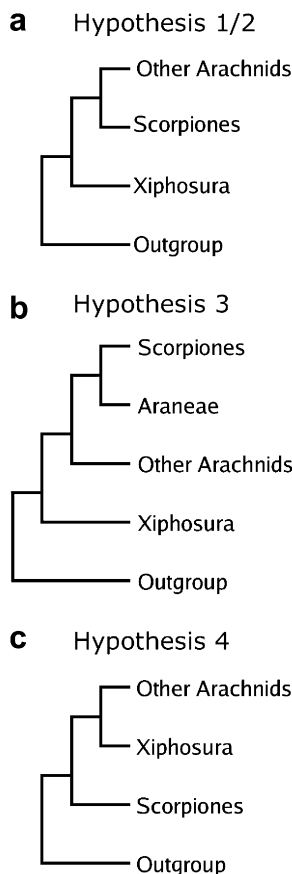 a Hypothesis 1/2
Other Arachnids
Scorpiones
Xiphosura
Outgroup
b Hypothesis 3
Scorpiones
Araneae
Other Arachnids
Xiphosura
Outgroup
c Hypothesis 4
Other Arachnids
Xiphosura
Scorpiones
Outgroup